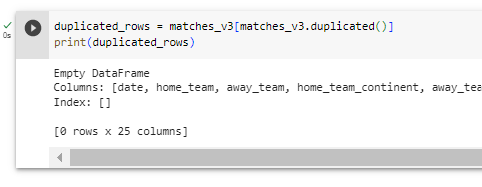 duplicated_rows = matches_v3[matches_v3.duplicated()]
0s
print(duplicated_rows)
Empty DataFrame
Columns: [date, home_team, away_team, home_team_continent, away_tea
Index: []
[0 rows x 25 columns]